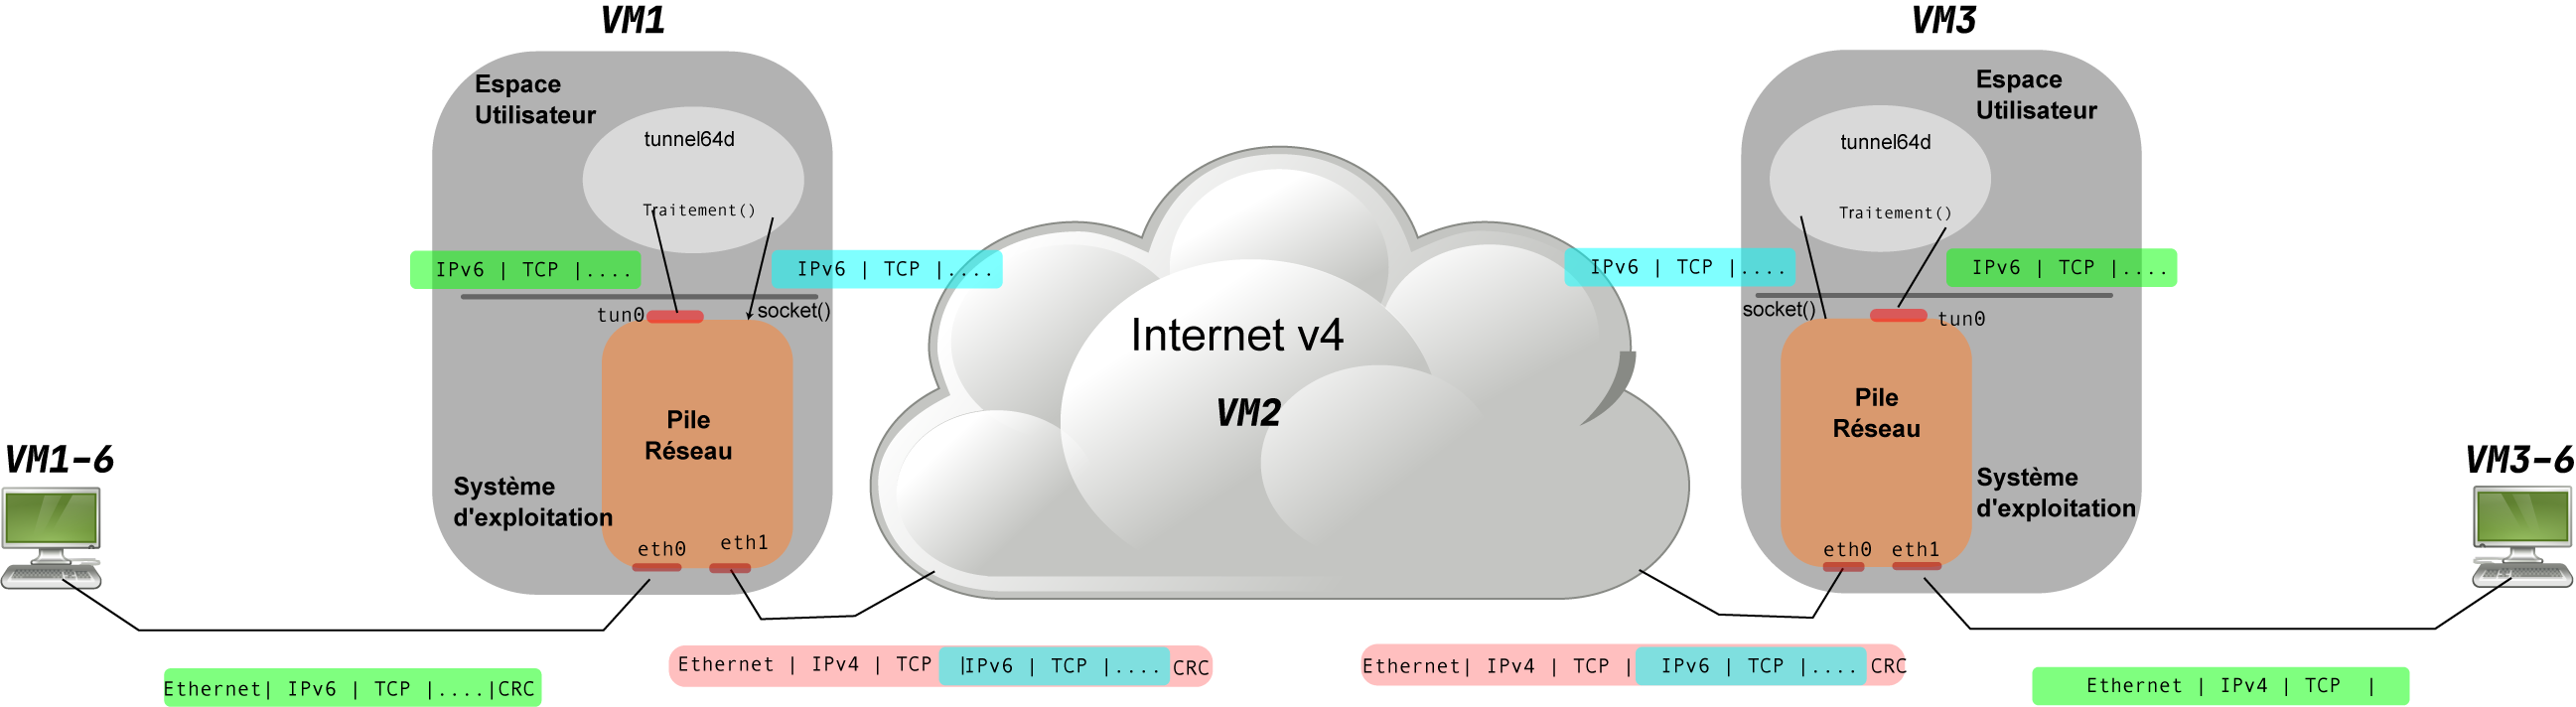 VM1
VM3
Espace
Utilisateur
tunnel64d
Traitement()
IPv6 | TCP |....
IPv6 | TCP |....
tun0
socket()
Pile
Réseau
Système
d'exploitation
eth0
eth1
VM1-6
Internet v4
VM2
Espace
Utilisateur
tunnel64d
Traitement()
IPv6 | TCP |....
IPv6 | TCP |....
socket()
tun0
Pile
Réseau
Système
d'exploitation
eth0
eth1
VM3-6
Ethernet| IPv6 | TCP |....|CRC
Ethernet | IPv4 | TCP |IPv6 | TCP |.... CRC
Ethernet| IPv4 | TCP | IPv6 | TCP |.... CRC
Ethernet | IPv4 | TCP |